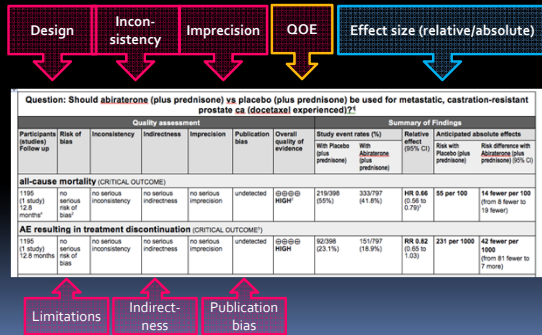 Design
Incon-
sistency
Imprecision
QOE
Effect size (relative/absolute)
Question: Should abiraterone (plus prednisone) vs placebo (plus prednisone) be used for metastatic, castration-resistant
prostate ca (docetaxel experienced)?
Quality assessment
Summary of Findings
Participants
(studies)
Follow up
Risk of
bias
Inconsistency
Indirectness
Imprecision
Publication
bias
Overall
quality of
evidence
Study event rates (%)
With Placebo
(plus
prednisone)
With
Abiraterone
(plus
prednisone)
Relative
effect
(95% CI)
Anticipated absolute effects
Risk with
Placebo (plus
prednisone)
Risk difference with
Abiraterone (plus
prednisone) (95% CI)
all-cause mortality (CRITICAL OUTCOME)
1195
(1 study)
12.8
months
no
serious
risk of
bias
no serious
inconsistency
no serious
indirectness
no serious
imprecision
undetected
⊕⊕⊕⊕
HIGH
219/398
(55%)
333/797
(41.8%)
HR 0.66
(0.56 to
0.79)
55 per 100
14 fewer per 100
(from 8 fewer to
19 fewer)
AE resulting in treatment discontinuation (CRITICAL OUTCOME)
1195
(1 study)
12.8 months
no
serious
risk of
bias
no serious
inconsistency
no serious
indirectness
no serious
imprecision
undetected
⊕⊕⊕⊕
HIGH
92/398
(23.1%)
151/797
(18.9%)
RR 0.82
(0.65 to
1.03)
231 per 1000
42 fewer per
1000
(from 81 fewer to
7 more)
Limitations
Indirect-
ness
Publication
bias